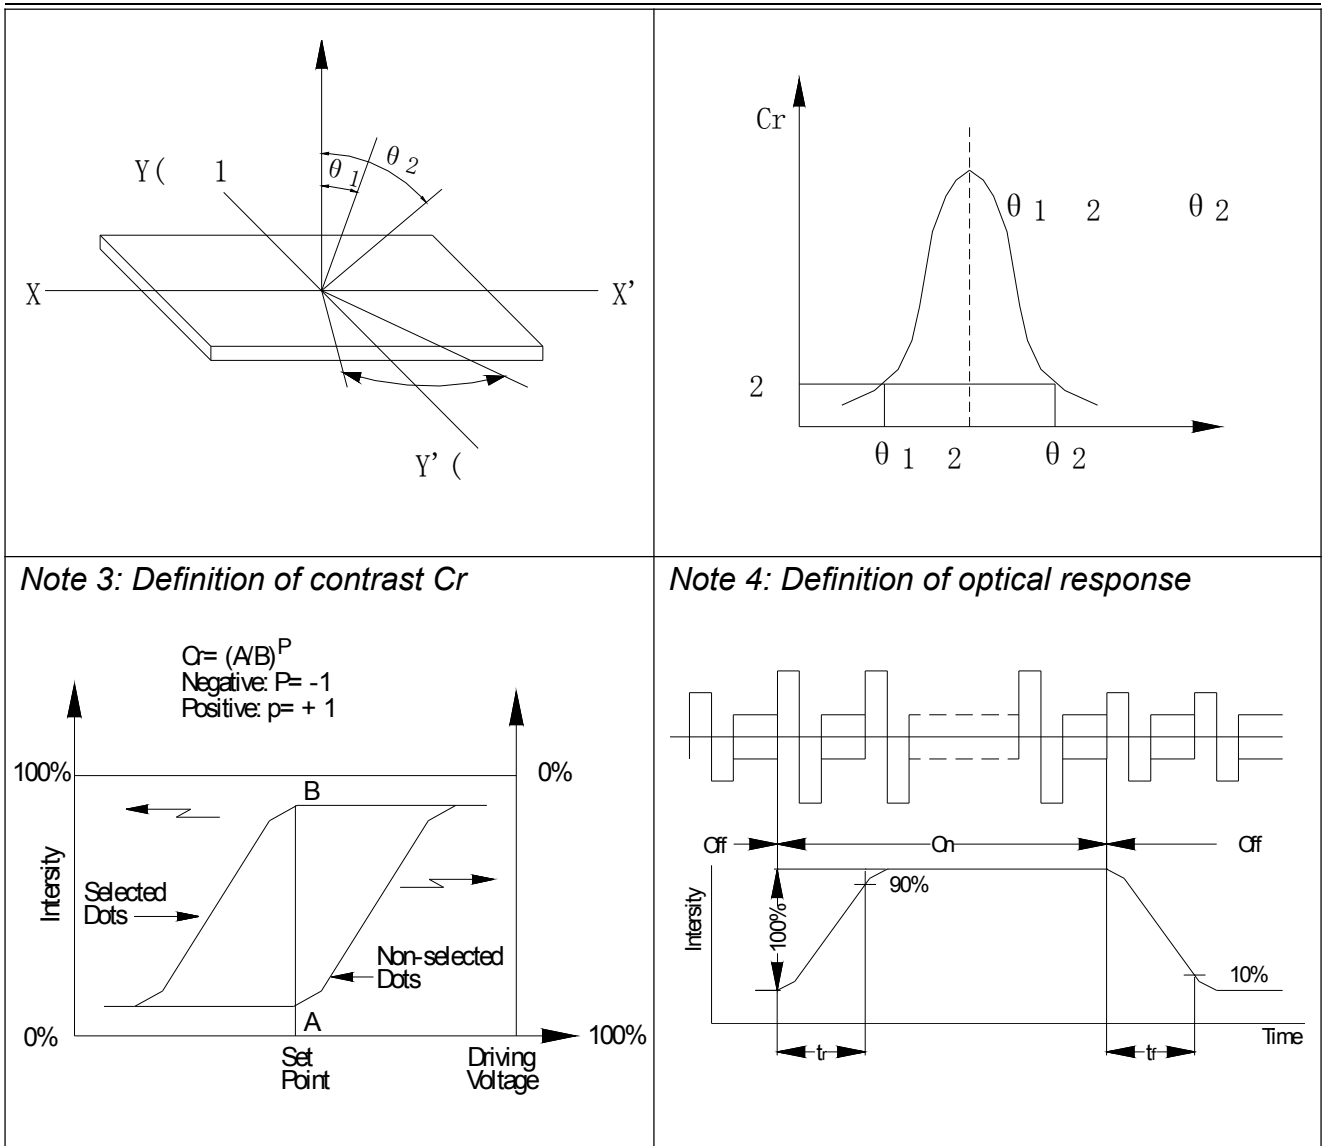 θ 2
θ 1
Y( 1
X
X'
Y' (
Cr
θ 1 2 θ 2
2
θ 1 2 θ 2
Note 3: Definition of contrast Cr
Cr= (A/B)^P
Negative: P= -1
Positive: p= + 1
100%
0%
B
Intersity
Selected
Dots
Non-selected
Dots
A
0%
100%
Set
Point
Driving
Voltage
Note 4: Definition of optical response
Off
On
Off
Intersity
100%
90%
10%
Time
tr
tf